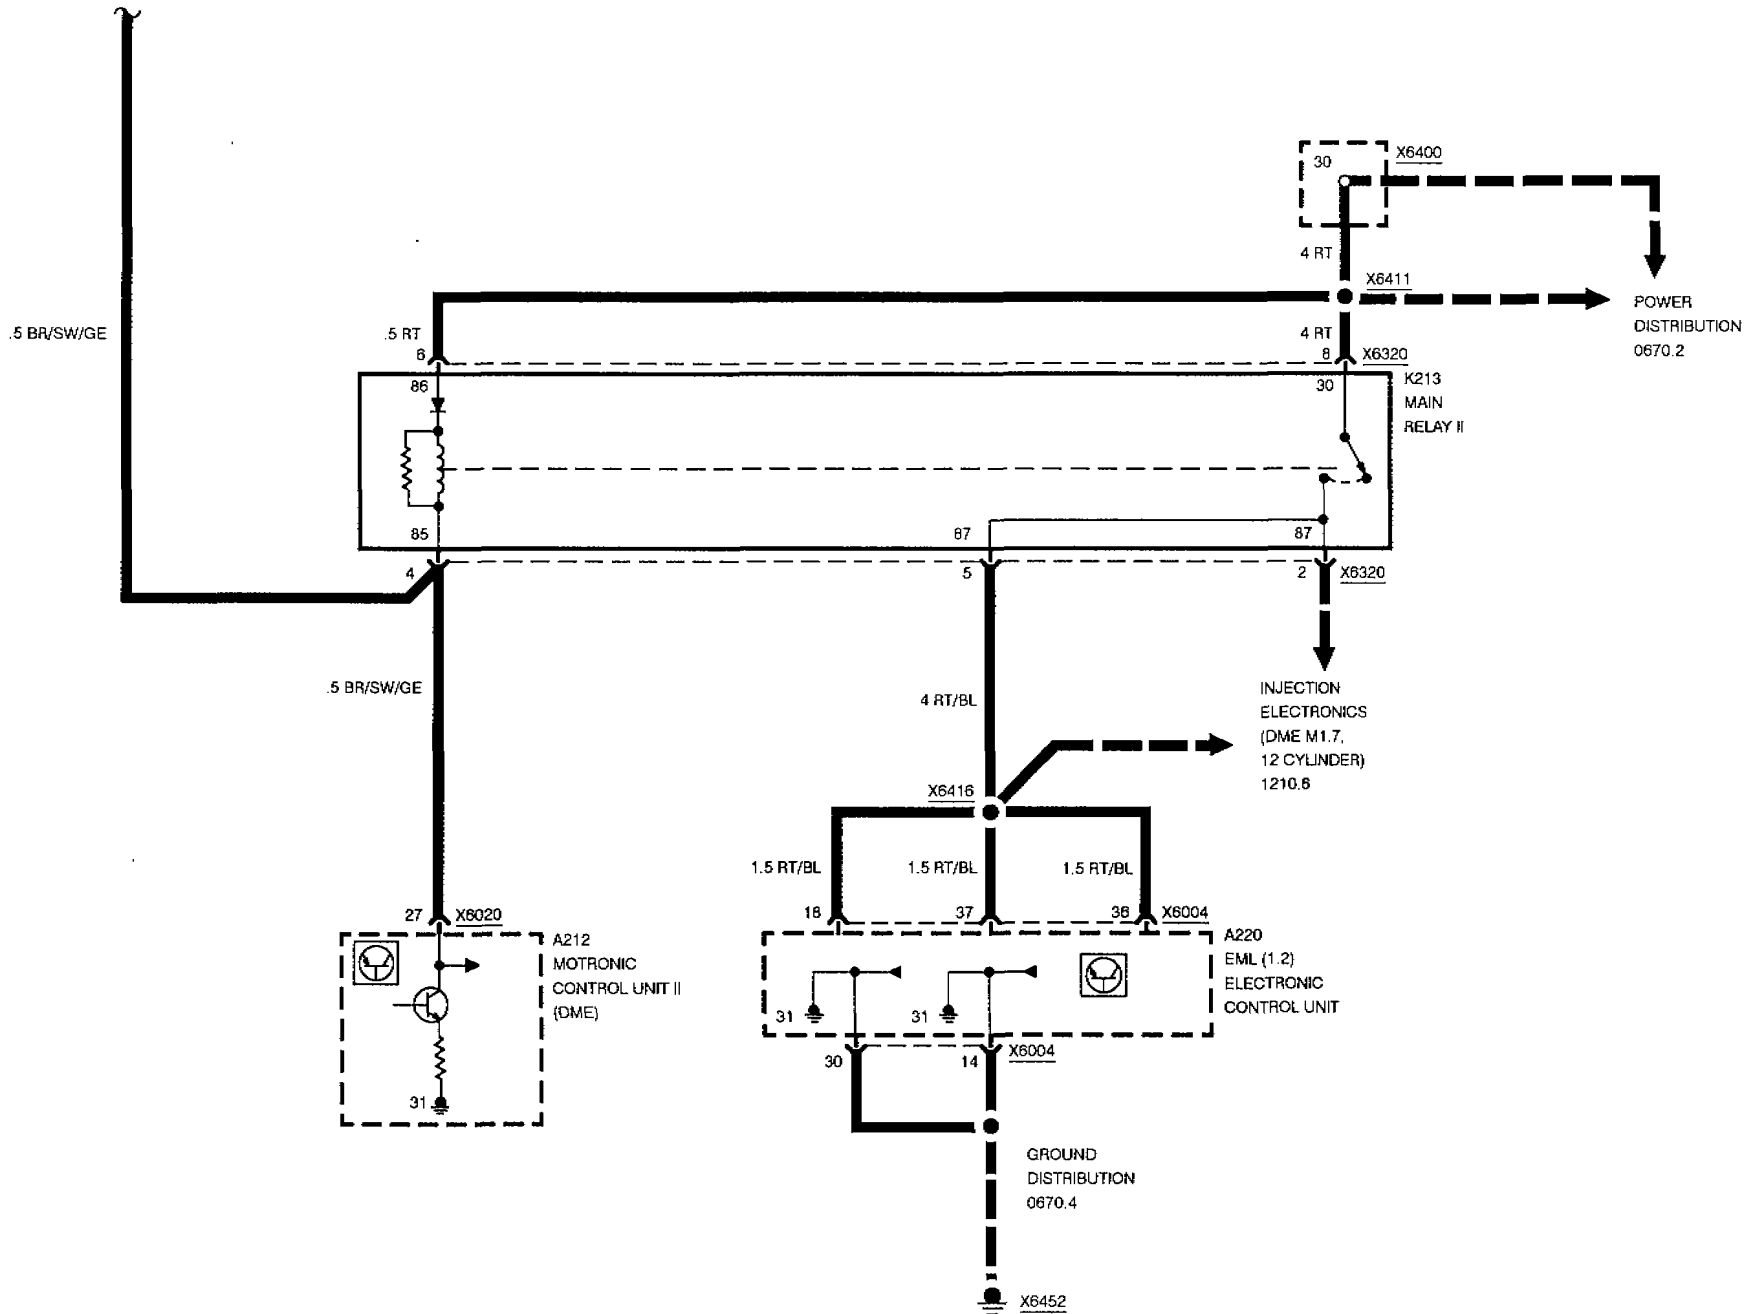 30
X6400
4 RT
X6411
POWER
DISTRIBUTION
0670.2
.5 BR/SW/GE
.5 RT
4 RT
6
8
X6320
86
30
K213
MAIN
RELAY II
85
87
87
4
5
2
X6320
.5 BR/SW/GE
4 RT/BL
INJECTION
ELECTRONICS
(DME M1.7,
12 CYLINDER)
1210.6
X6416
1.5 RT/BL
1.5 RT/BL
1.5 RT/BL
27
X6020
18
37
36
X6004
A212
MOTRONIC
CONTROL UNIT II
(DME)
A220
EML (1.2)
ELECTRONIC
CONTROL UNIT
31
31
31
30
14
X6004
GROUND
DISTRIBUTION
0670.4
X6452